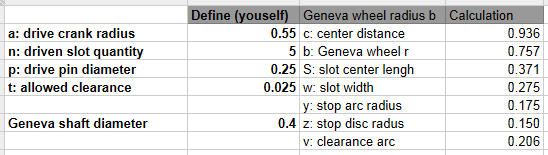 Define (youself) Geneva wheel radius b Calculation
a: drive crank radius 0.55 c: center distance 0.936
n: driven slot quantity 5 b: Geneva wheel r 0.757
p: drive pin diameter 0.25 S: slot center lengh 0.371
t: allowed clearance 0.025 w: slot width 0.275
y: stop arc radius 0.175
Geneva shaft diameter 0.4 z: stop disc radius 0.150
v: clearance arc 0.206